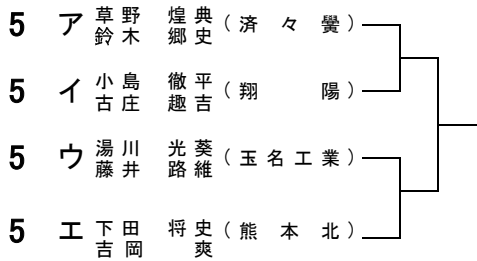 5 ア 草野 煌典 (済々黌)
鈴木 郷史
5 イ 小島 徹平 (翔陽)
古庄 趣吉
5 ウ 湯川 光葵 (玉名工業)
藤井 路維
5 エ 下田 将史 (熊本北)
吉岡 爽